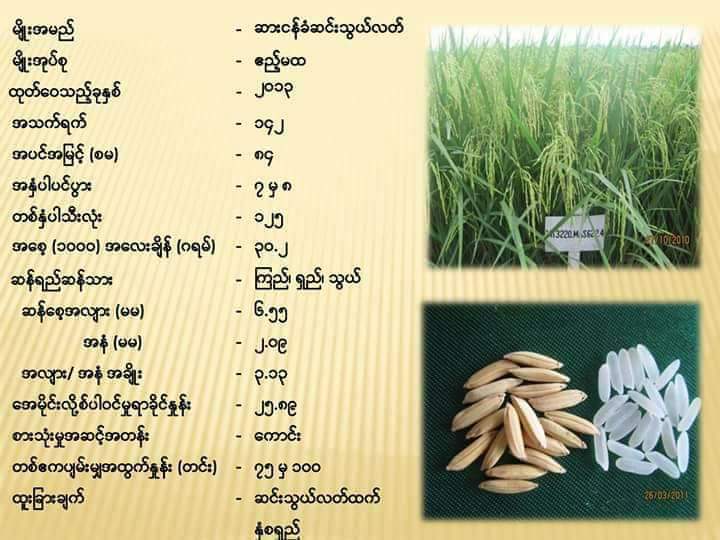 မျိုးအမည် - ဆားငန်ခံဆင်းသွယ်လတ်
မျိုးအုပ်စု - ဧည့်မထ
ထုတ်ဝေသည့်ခုနှစ် - ၂၀၁၃
အသက်ရက် - ၁၄၂
အပင်အမြင့် (စမ) - ၈၄
အနှံပါပင်ပွား - ၇ မှ ၈
တစ်နှံပါသီးလုံး - ၁၂၅
အစေ့ (၁၀၀၀) အလေးချိန် (ဂရမ်) - ၃၀.၂
ဆန်ရည်ဆန်သား - ကြည်၊ ရှည်၊ သွယ်
ဆန်စေ့အလျား (မမ) - ၆.၅၅
အနံ (မမ) - ၂.၀၉
အလျား/ အနံ အချိုး - ၃.၁၃
အေမိုင်းလို့စ်ပါဝင်မှုရာခိုင်နှုန်း - ၂၅.၈၉
စားသုံးမှုအဆင့်အတန်း - ကောင်း
တစ်ဧကပျမ်းမျှအထွက်နှုန်း (တင်း) - ၇၅ မှ ၁၀၀
ထူးခြားချက် - ဆင်းသွယ်လတ်ထက်
နှံစရှည်
/10/2010
26/03/2011